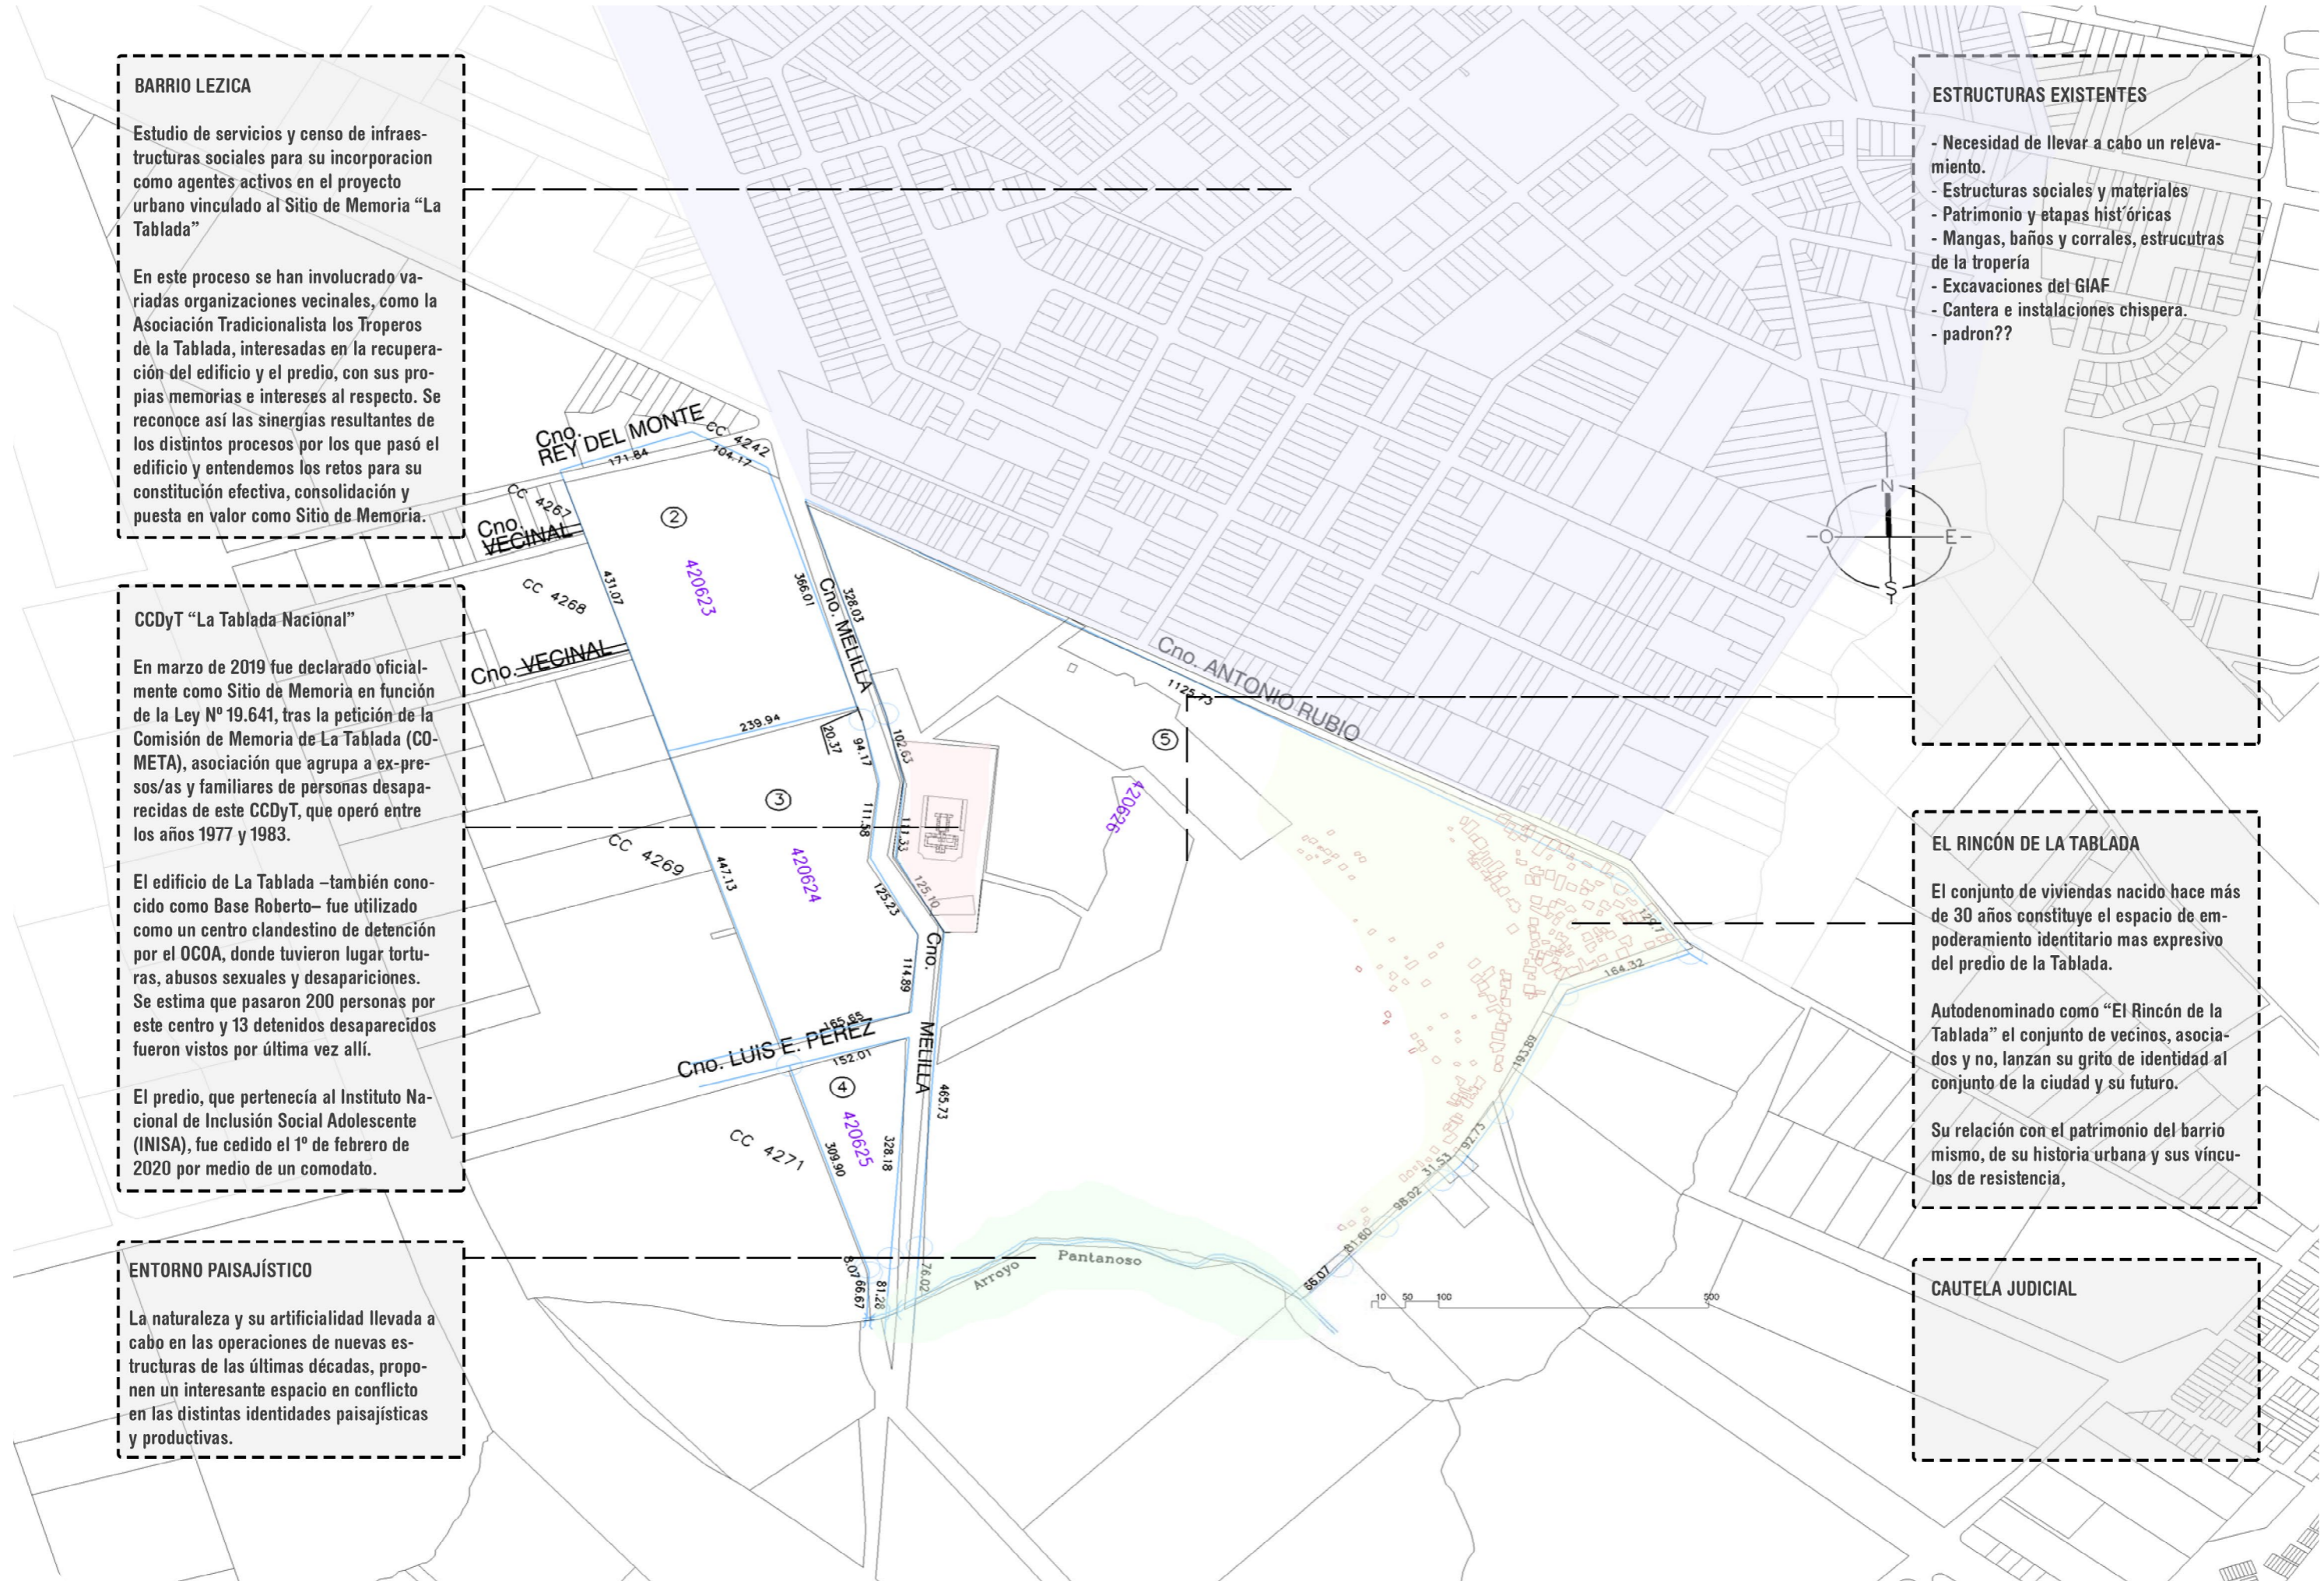 BARRIO LEZICA
Estudio de servicios y censo de infraes-
tructuras sociales para su incorporacion
como agentes activos en el proyecto
urbano vinculado al Sitio de Memoria “La
Tablada”
En este proceso se han involucrado va-
riadas organizaciones vecinales, como la
Asociación Tradicionalista los Troperos
de la Tablada, interesadas en la recupera-
ción del edificio y el predio, con sus pro-
pias memorias e intereses al respecto. Se
reconoce así las sinergias resultantes de
los distintos procesos por los que pasó el
edificio y entendemos los retos para su
constitución efectiva, consolidación y
puesta en valor como Sitio de Memoria.
CCDyT “La Tablada Nacional”
En marzo de 2019 fue declarado oficial-
mente como Sitio de Memoria en función
de la Ley Nº 19.641, tras la petición de la
Comisión de Memoria de La Tablada (CO-
META), asociación que agrupa a ex-pre-
sos/as y familiares de personas desapa-
recidas de este CCDyT, que operó entre
los años 1977 y 1983.
El edificio de La Tablada –también cono-
cido como Base Roberto– fue utilizado
como un centro clandestino de detención
por el OCOA, donde tuvieron lugar tortu-
ras, abusos sexuales y desapariciones.
Se estima que pasaron 200 personas por
este centro y 13 detenidos desaparecidos
fueron vistos por última vez allí.
El predio, que pertenecía al Instituto Na-
cional de Inclusión Social Adolescente
(INISA), fue cedido el 1º de febrero de
2020 por medio de un comodato.
ENTORNO PAISAJÍSTICO
La naturaleza y su artificialidad llevada a
cabo en las operaciones de nuevas es-
tructuras de las últimas décadas, propo-
nen un interesante espacio en conflicto
en las distintas identidades paisajísticas
y productivas.
Cno.
REY DEL MONTE
CC 4242
171.84
104.17
CC 4267
Cno.
VECINAL
②
420623
431.07
366.01
328.03
Cno. MELILLA
CC 4268
Cno. VECINAL
239.94
20.37
94.17
102.63
③
420624
111.58
111.33
CC 4269
447.13
125.23
125.10
Cno.
MELILLA
114.89
165.65
Cno. LUIS E. PEREZ
152.01
④
420625
465.73
CC 4271
309.90
328.18
8.07
66.67
81.28
76.02
Arroyo
Pantanoso
Cno. ANTONIO RUBIO
1125.73
⑤
420626
129.7
164.32
193.89
92.73
31.53
98.02
81.60
66.07
10 50 100 500
N
O
E
S
ESTRUCTURAS EXISTENTES
- Necesidad de llevar a cabo un releva-
miento.
- Estructuras sociales y materiales
- Patrimonio y etapas hist´óricas
- Mangas, baños y corrales, estrucutras
de la tropería
- Excavaciones del GIAF
- Cantera e instalaciones chispera.
- padron??
EL RINCÓN DE LA TABLADA
El conjunto de viviendas nacido hace más
de 30 años constituye el espacio de em-
poderamiento identitario mas expresivo
del predio de la Tablada.
Autodenominado como “El Rincón de la
Tablada” el conjunto de vecinos, asocia-
dos y no, lanzan su grito de identidad al
conjunto de la ciudad y su futuro.
Su relación con el patrimonio del barrio
mismo, de su historia urbana y sus víncu-
los de resistencia,
CAUTELA JUDICIAL